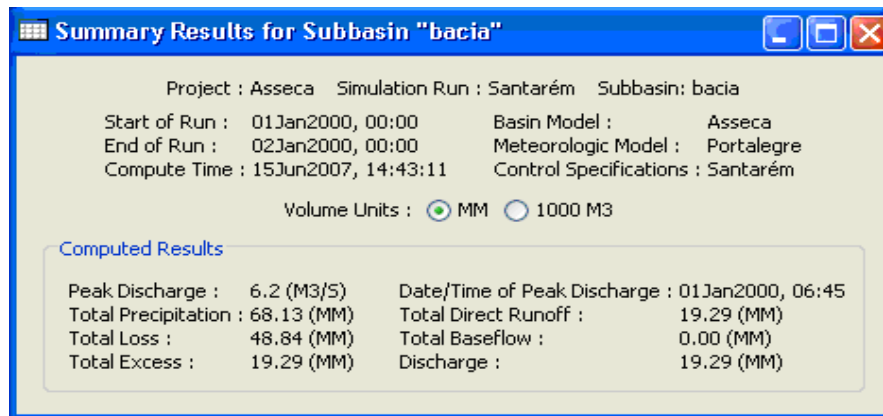 Summary Results for Subbasin "bacia"
Project : Asseca Simulation Run : Santarém Subbasin: bacia
Start of Run : 01Jan2000, 00:00 Basin Model : Asseca
End of Run : 02Jan2000, 00:00 Meteorologic Model : Portalegre
Compute Time : 15Jun2007, 14:43:11 Control Specifications : Santarém
Volume Units : MM 1000 M3
Computed Results
Peak Discharge : 6.2 (M3/S) Date/Time of Peak Discharge : 01Jan2000, 06:45
Total Precipitation : 68.13 (MM) Total Direct Runoff : 19.29 (MM)
Total Loss : 48.84 (MM) Total Baseflow : 0.00 (MM)
Total Excess : 19.29 (MM) Discharge : 19.29 (MM)